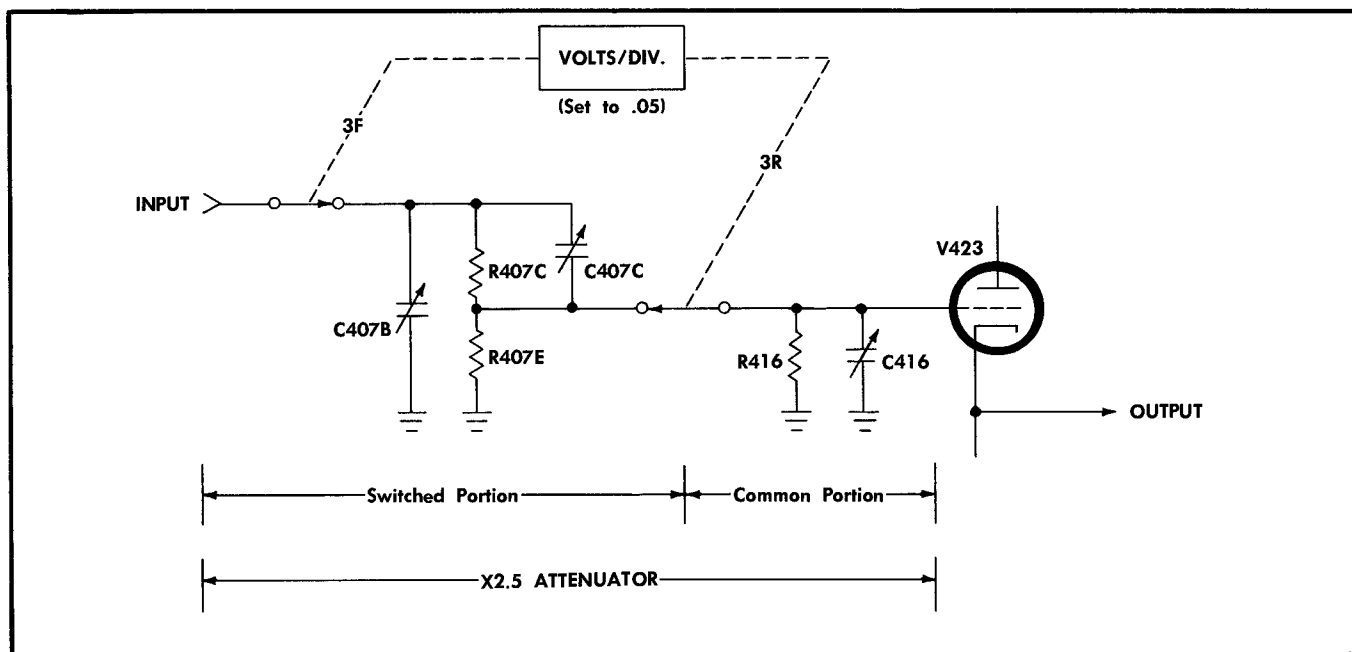 VOLTS/DIV.
(Set to .05)
3F
3R
INPUT
V423
R407C
C407C
C407B
R407E
R416
C416
OUTPUT
Switched Portion
Common Portion
X2.5 ATTENUATOR